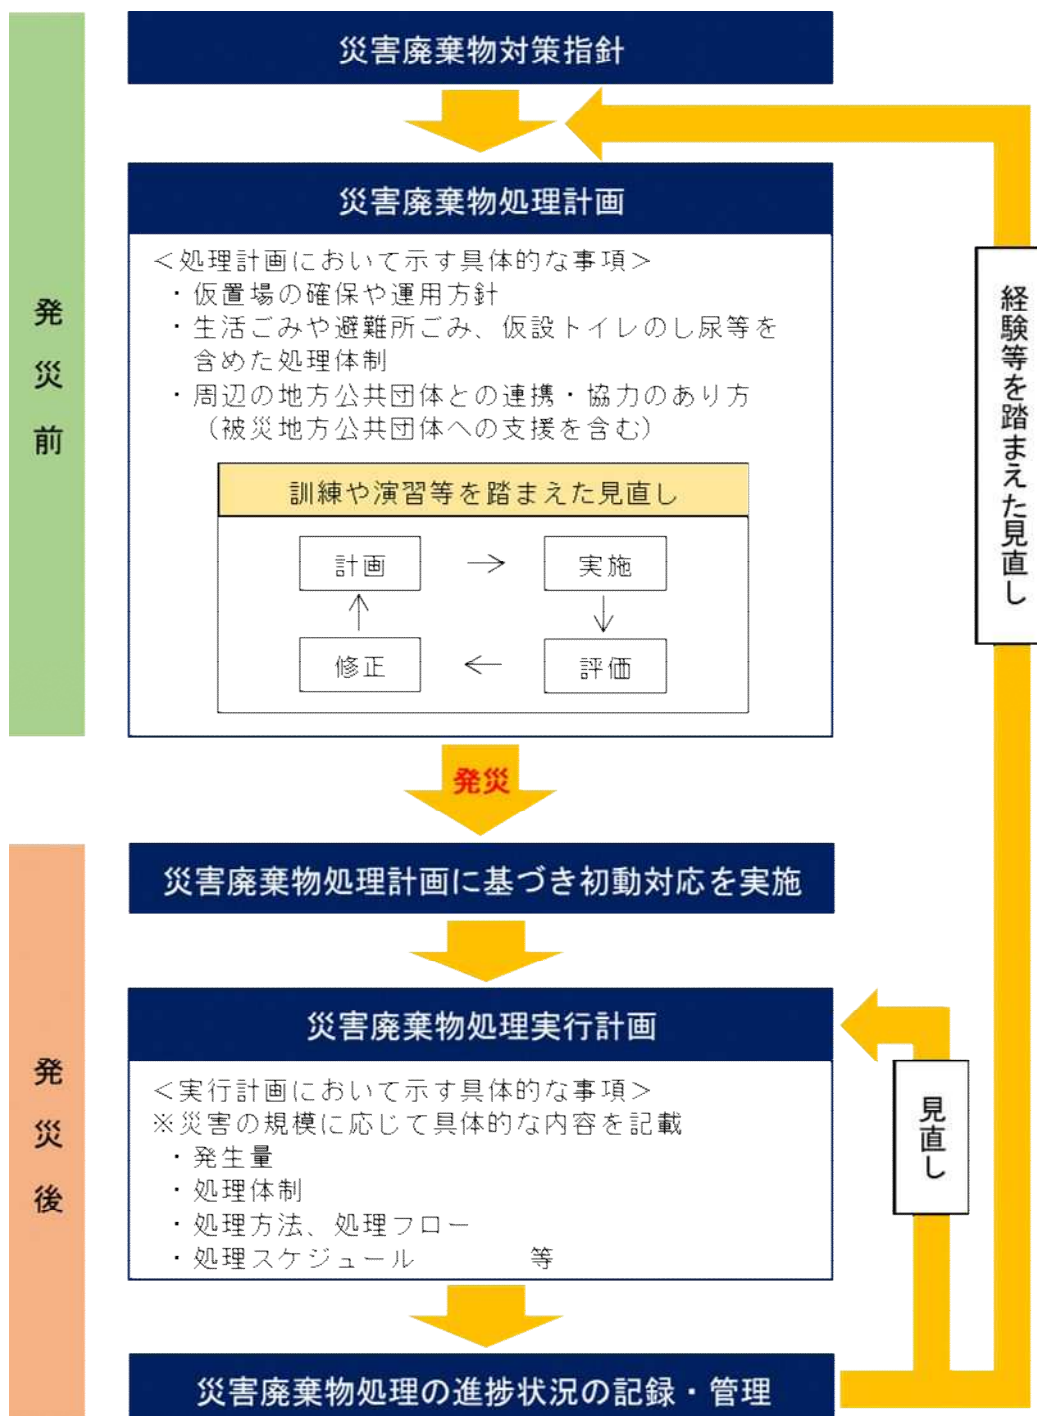 発災前
災害廃棄物対策指針
災害廃棄物処理計画
＜処理計画において示す具体的な事項＞
・仮置場の確保や運用方針
・生活ごみや避難所ごみ、仮設トイレのし尿等を
含めた処理体制
・周辺の地方公共団体との連携・協力のあり方
（被災地方公共団体への支援を含む）
訓練や演習等を踏まえた見直し
計画 → 実施
↑ ↓
修正 ← 評価
経験等を踏まえた見直し
発災
発災後
災害廃棄物処理計画に基づき初動対応を実施
災害廃棄物処理実行計画
＜実行計画において示す具体的な事項＞
※災害の規模に応じて具体的な内容を記載
・発生量
・処理体制
・処理方法、処理フロー
・処理スケジュール 等
見直し
災害廃棄物処理の進捗状況の記録・管理